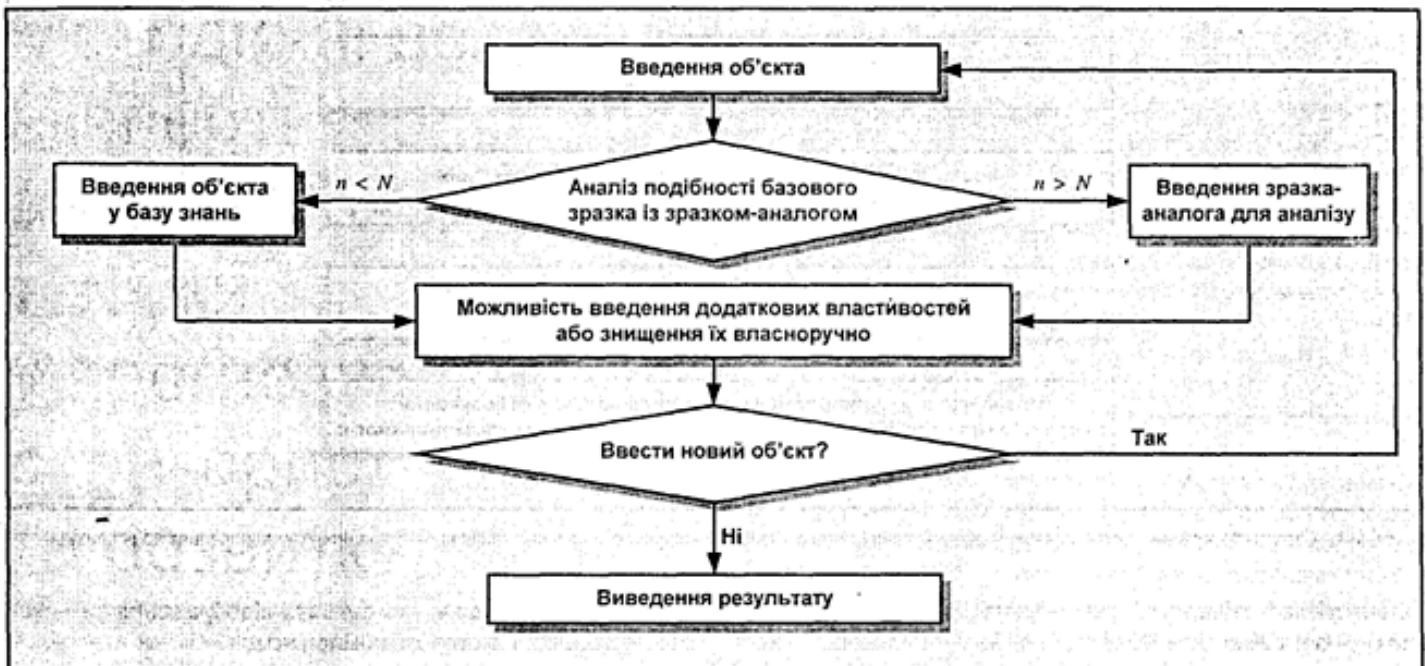 Введення об'єкта
Введення об'єкта
у базу знань
n < N
Аналіз подібності базового
зразка із зразком-аналогом
n > N
Введення зразка-
аналога для аналізу
Можливість введення додаткових властивостей
або знищення їх власноручно
Ввести новий об'єкт?
Так
Ні
Виведення результату